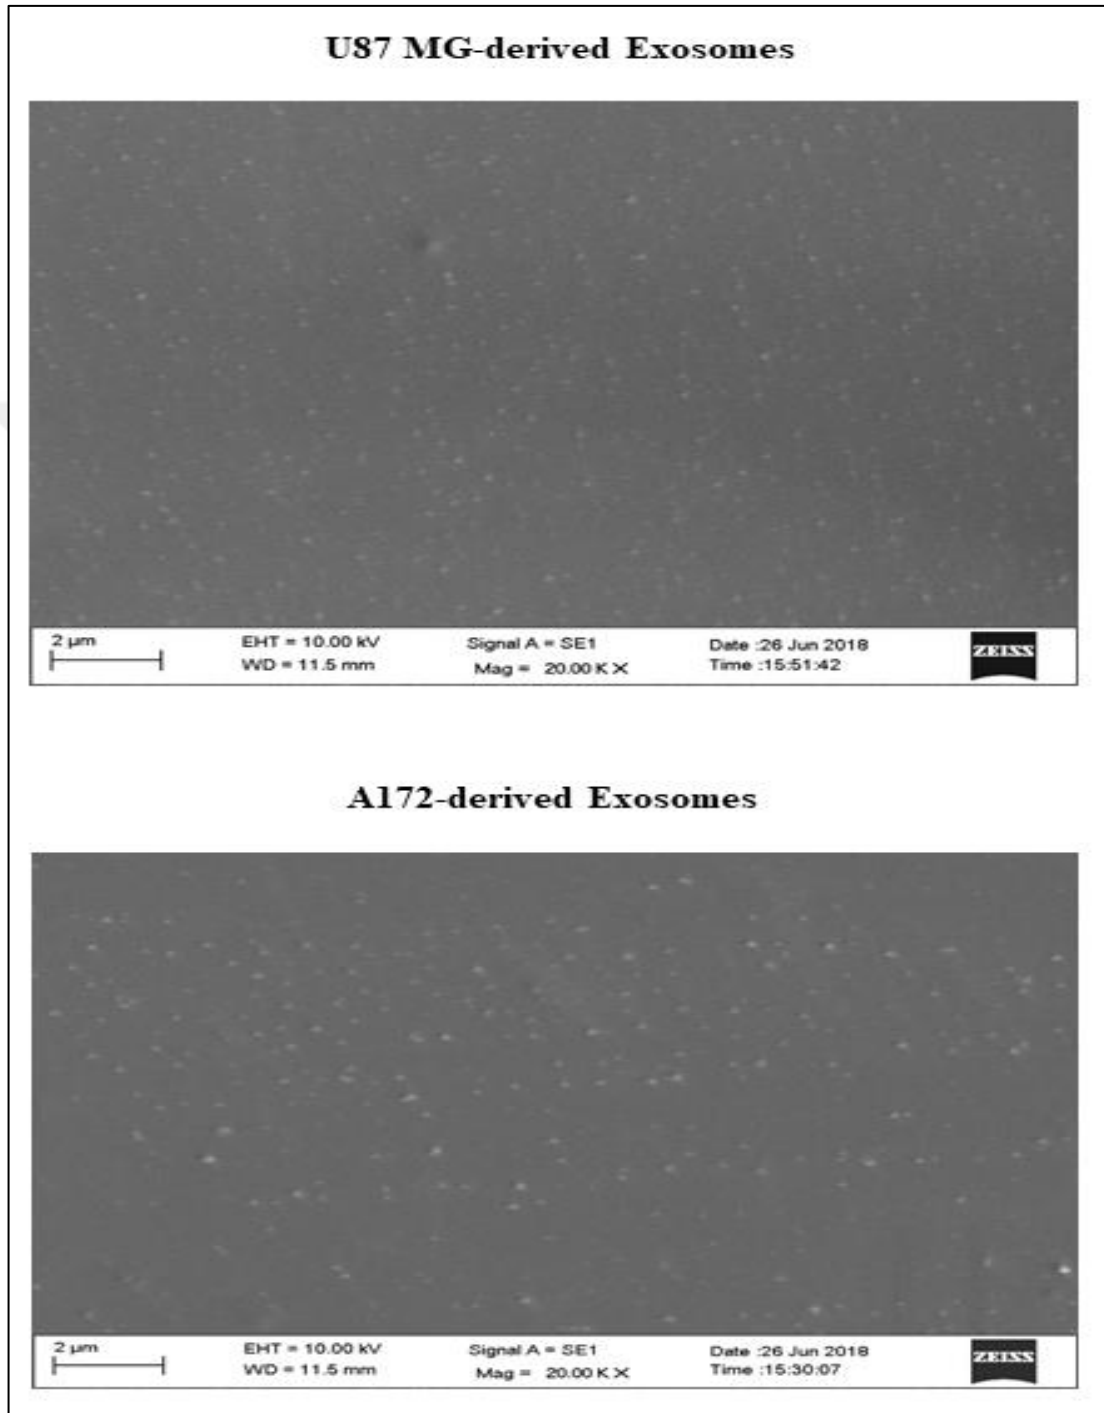 U87 MG-derived Exosomes
2 µm EHT = 10.00 kV Signal A = SE1 Date :26 Jun 2018 ZEISS
WD = 11.5 mm Mag = 20.00 K X Time :15:51:42
A172-derived Exosomes
2 µm EHT = 10.00 kV Signal A = SE1 Date :26 Jun 2018 ZEISS
WD = 11.5 mm Mag = 20.00 K X Time :15:30:07